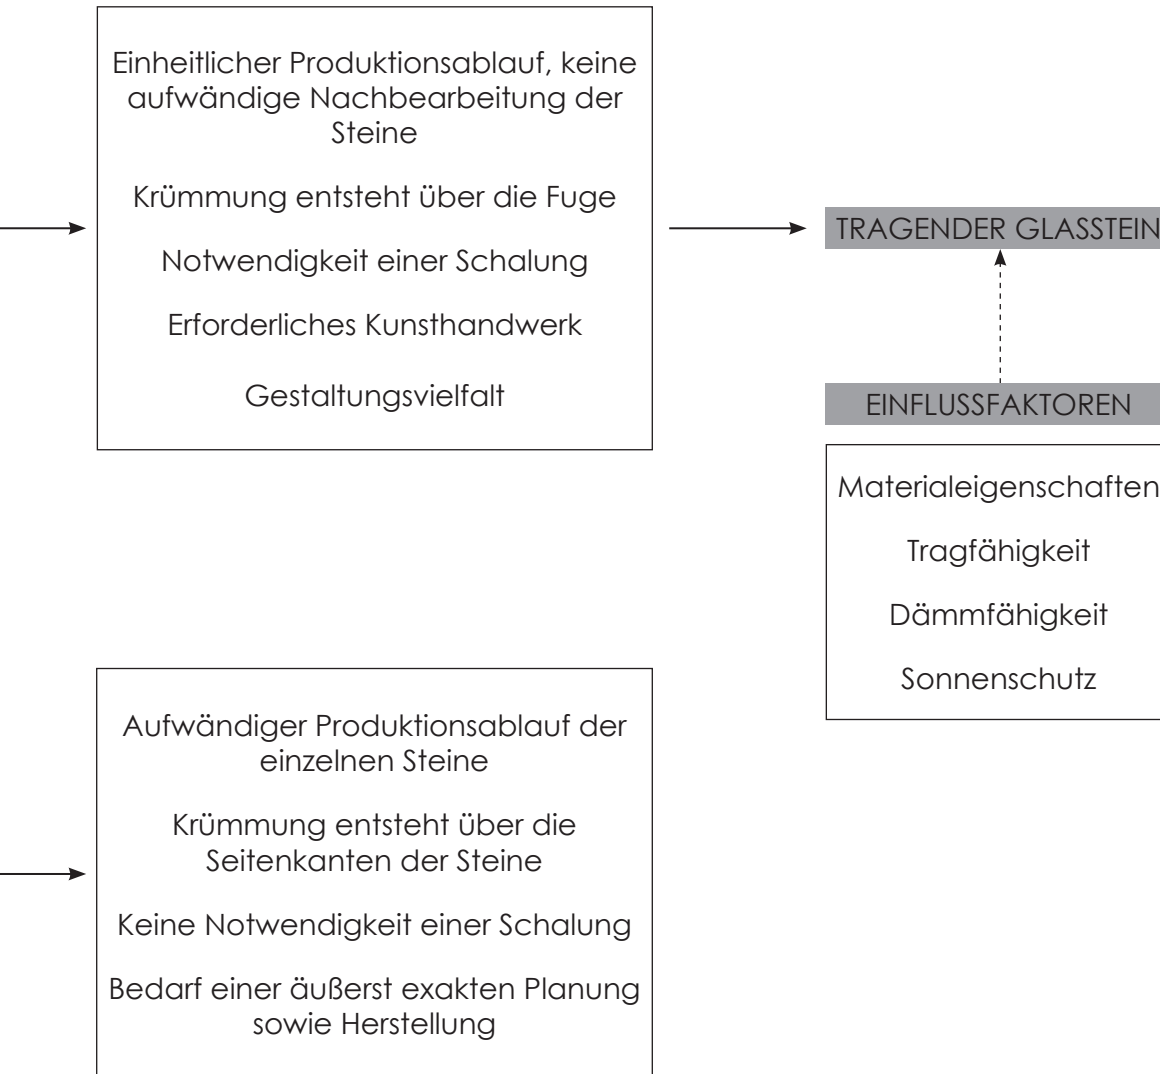 Einheitlicher Produktionsablauf, keine
aufwändige Nachbearbeitung der
Steine
Krümmung entsteht über die Fuge
Notwendigkeit einer Schalung
Erforderliches Kunsthandwerk
Gestaltungsvielfalt
TRAGENDER GLASSTEIN
EINFLUSSFAKTOREN
Materialeigenschaften
Tragfähigkeit
Dämmfähigkeit
Sonnenschutz
Aufwändiger Produktionsablauf der
einzelnen Steine
Krümmung entsteht über die
Seitenkanten der Steine
Keine Notwendigkeit einer Schalung
Bedarf einer äußerst exakten Planung
sowie Herstellung